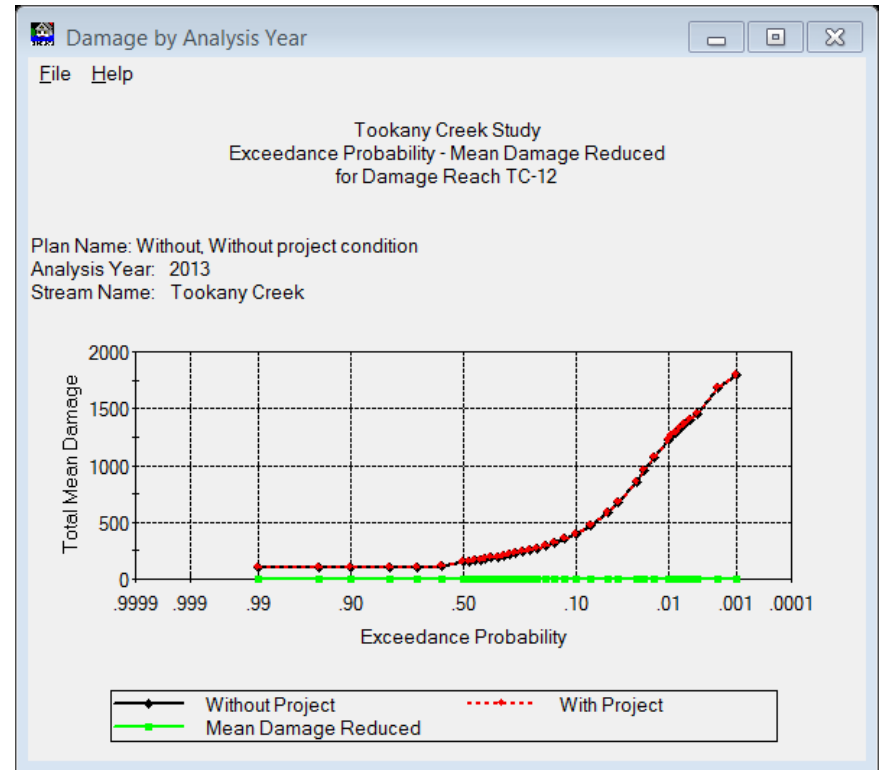 Damage by Analysis Year
File Help
Tookany Creek Study
Exceedance Probability - Mean Damage Reduced
for Damage Reach TC-12
Plan Name: Without, Without project condition
Analysis Year: 2013
Stream Name: Tookany Creek
2000
1500
1000
500
0
Total Mean Damage
.9999 .999 .99 .90 .50 .10 .01 .001 .0001
Exceedance Probability
Without Project With Project
Mean Damage Reduced